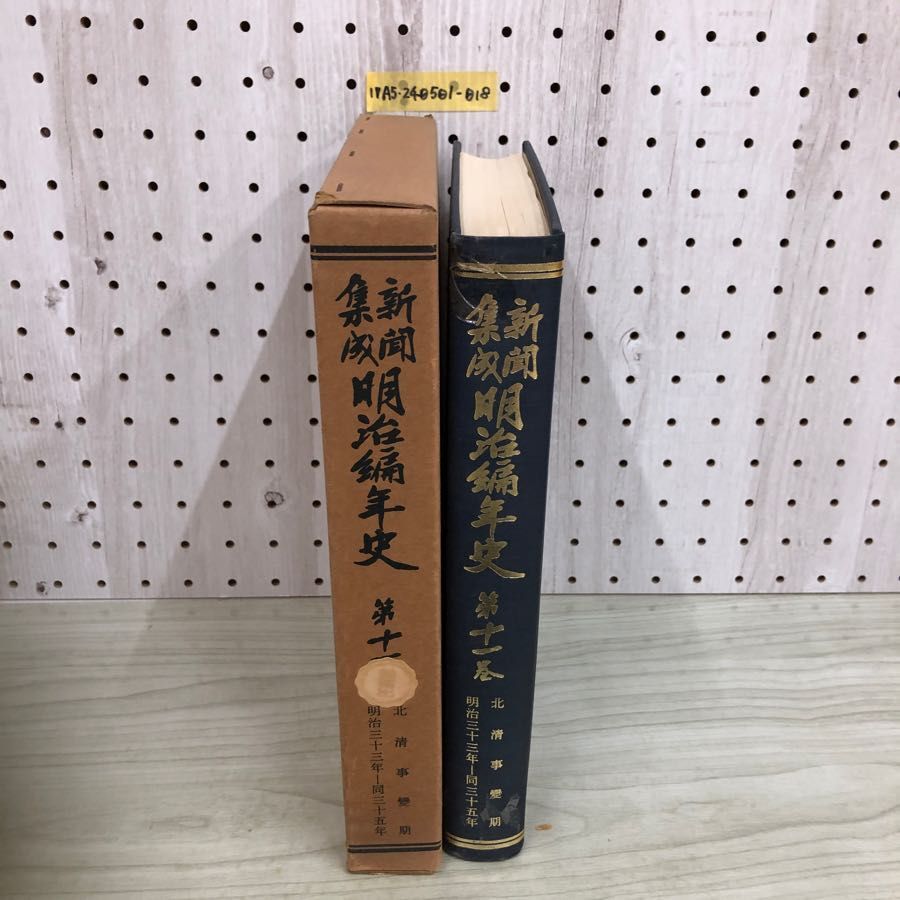 17A5・240501-018
新聞
集成
明治編年史
第十一
北清事變期
明治三十三年―同三十五年
新聞
集成
明治編年史
第十一巻
北清事變期
明治三十三年―同三十五年